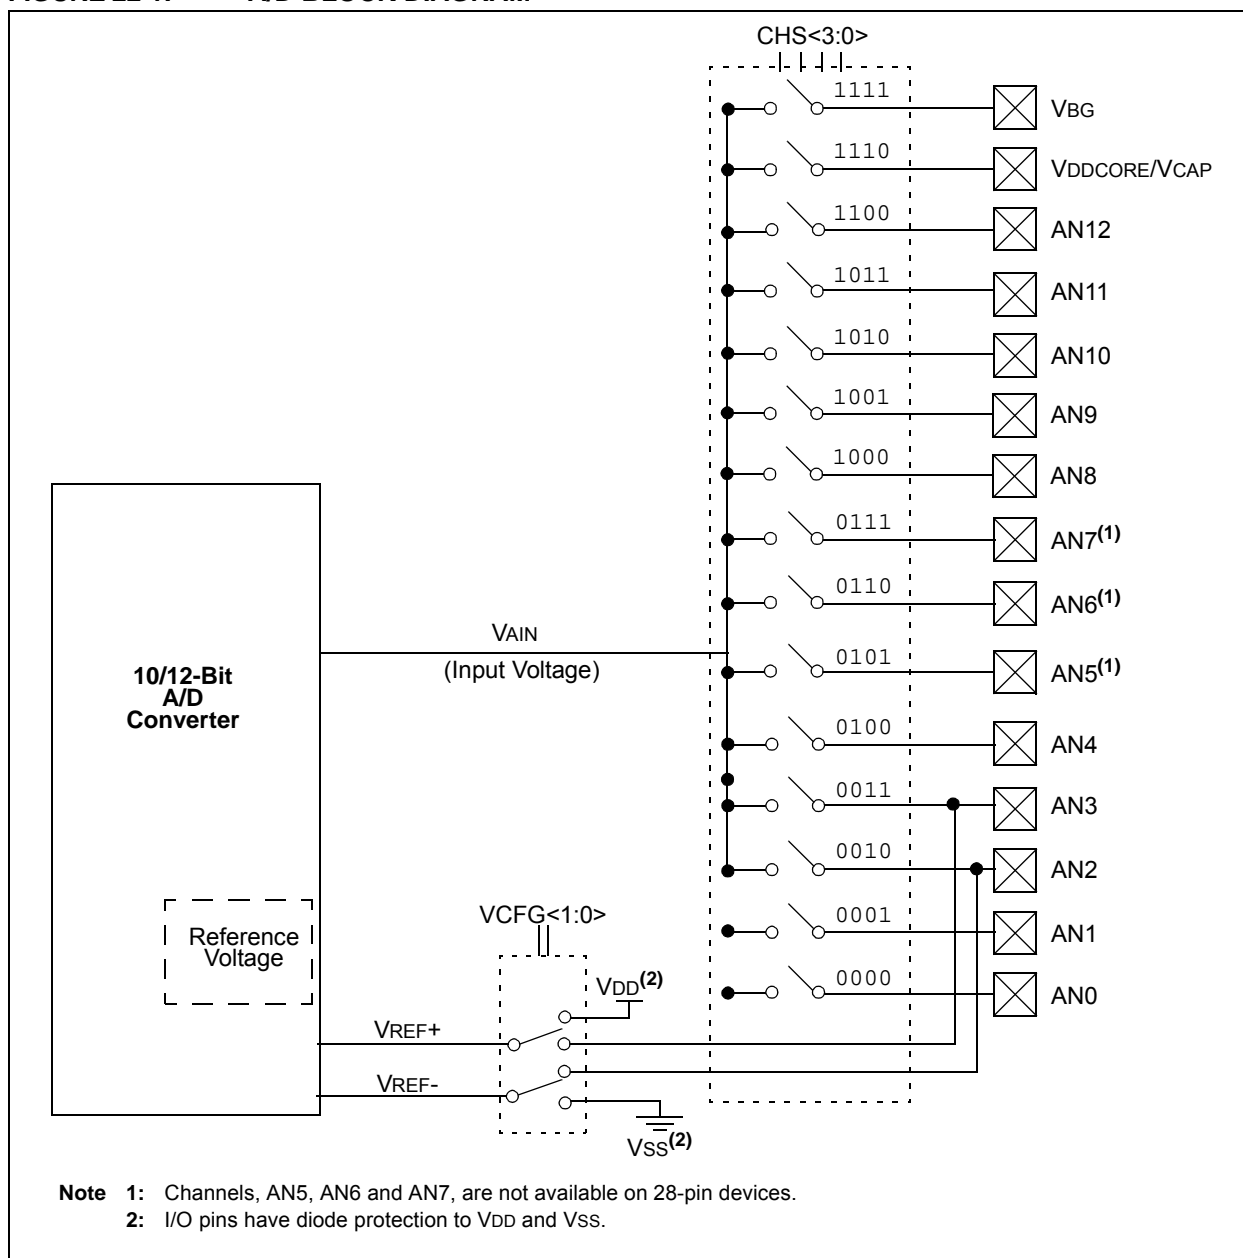 CHS<3:0>
1111 VBG
1110 VDDCORE/VCAP
1100 AN12
1011 AN11
1010 AN10
1001 AN9
1000 AN8
0111 AN7(1)
0110 AN6(1)
VAIN
(Input Voltage)
0101 AN5(1)
10/12-Bit
A/D
Converter
0100 AN4
0011 AN3
0010 AN2
0001 AN1
0000 AN0
Reference
Voltage
VCFG<1:0>
VDD(2)
VREF+
VREF-
VSS(2)
Note 1: Channels, AN5, AN6 and AN7, are not available on 28-pin devices.
2: I/O pins have diode protection to VDD and VSS.